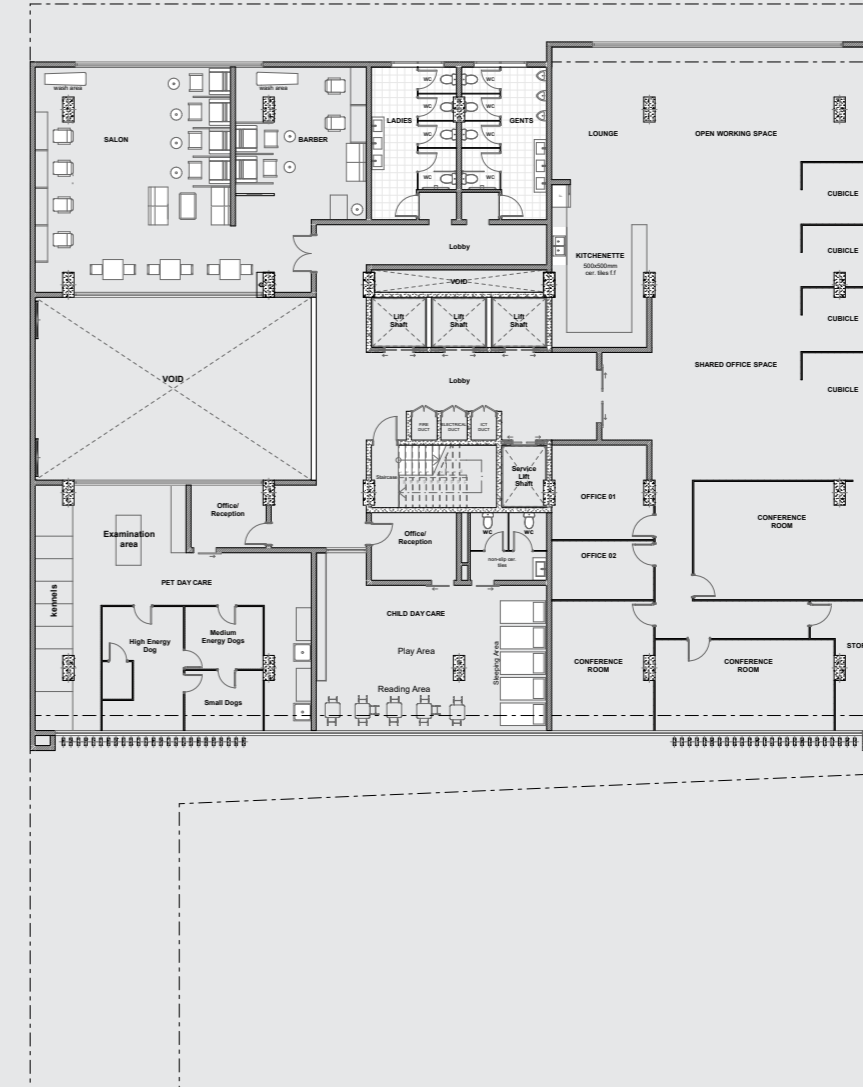 wash area
wash area
WC
WC
WC
WC
WC
WC
WC
WC
SALON
BARBER
LADIES
GENTS
LOUNGE
OPEN WORKING SPACE
CUBICLE
Lobby
KITCHENETTE
500x500mm
cer. tiles f.f
CUBICLE
VOID
Lift
Shaft
Lift
Shaft
Lift
Shaft
CUBICLE
VOID
Lobby
SHARED OFFICE SPACE
CUBICLE
FIRE
DUCT
ELECTRICAL
DUCT
ICT
DUCT
Staircase
Service
Lift
Shaft
OFFICE 01
Office/
Reception
CONFERENCE
ROOM
Examination
area
Office/
Reception
WC
WC
non-slip cer.
tiles
OFFICE 02
PET DAY CARE
kennels
CHILD DAY CARE
High Energy
Dog
Medium
Energy Dogs
Play Area
Sleeping Area
CONFERENCE
ROOM
CONFERENCE
ROOM
STOR
Reading Area
Small Dogs